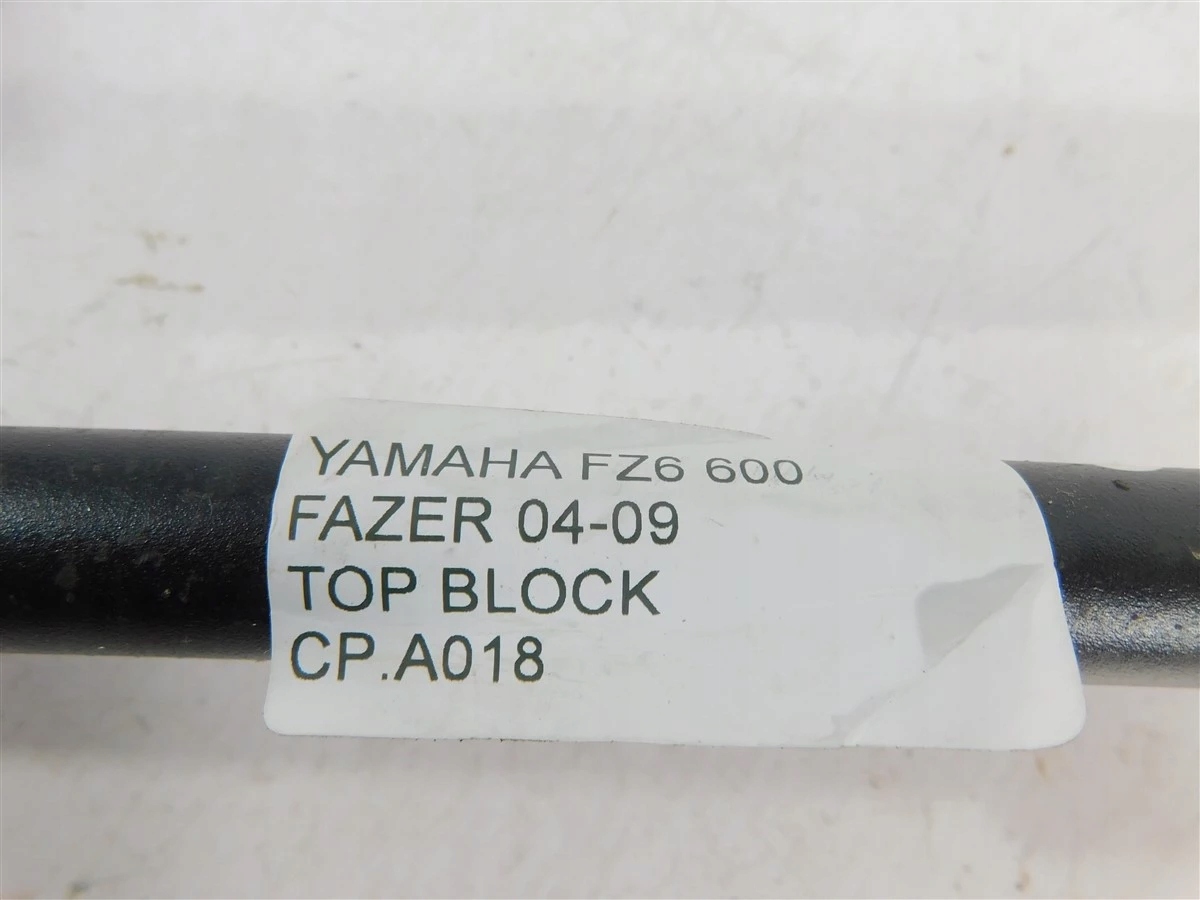 YAMAHA FZ6 600
FAZER 04-09
TOP BLOCK
CP.A018